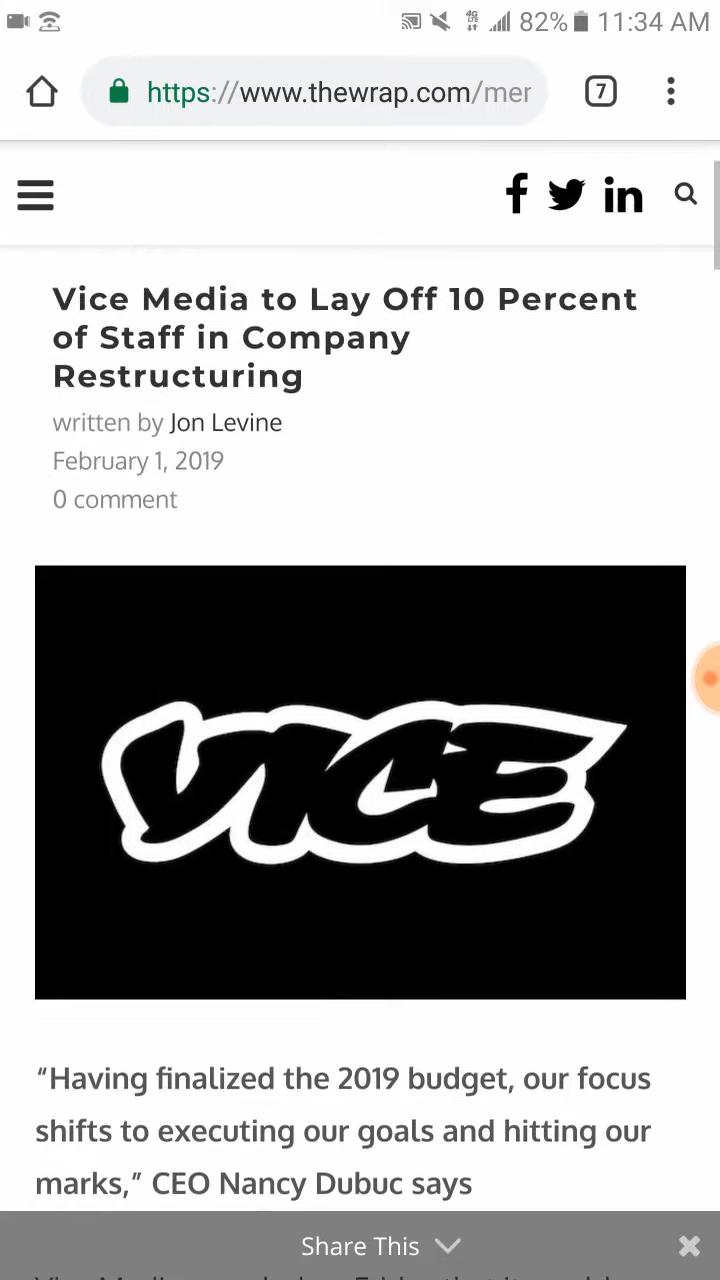 82% 11:34 AM
https://www.thewrap.com/mer
7
f in
Vice Media to Lay Off 10 Percent
of Staff in Company
Restructuring
written by Jon Levine
February 1, 2019
0 comment
VICE
“Having finalized the 2019 budget, our focus
shifts to executing our goals and hitting our
marks,” CEO Nancy Dubuc says
Share This